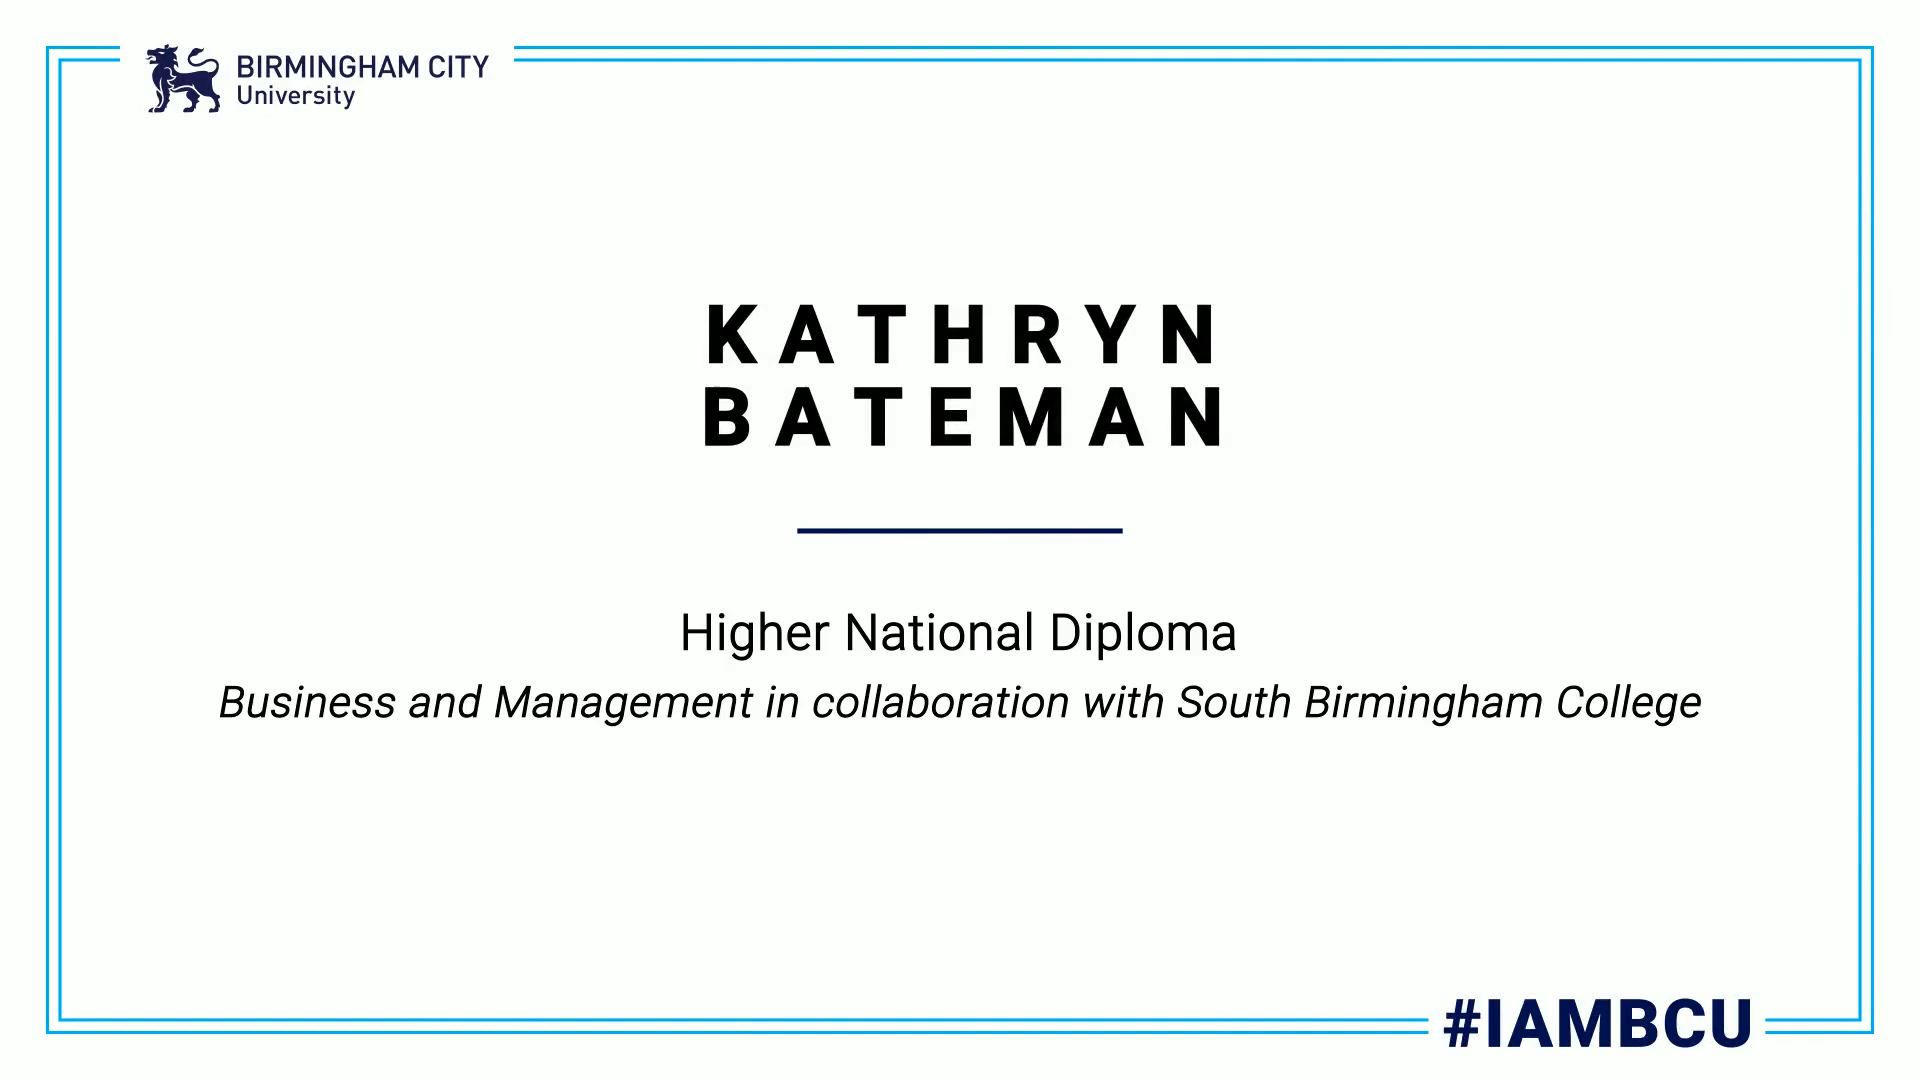 BIRMINGHAM CITY
University
KATHRYN
BATEMAN
Higher National Diploma
Business and Management in collaboration with South Birmingham College
#IAMBCU